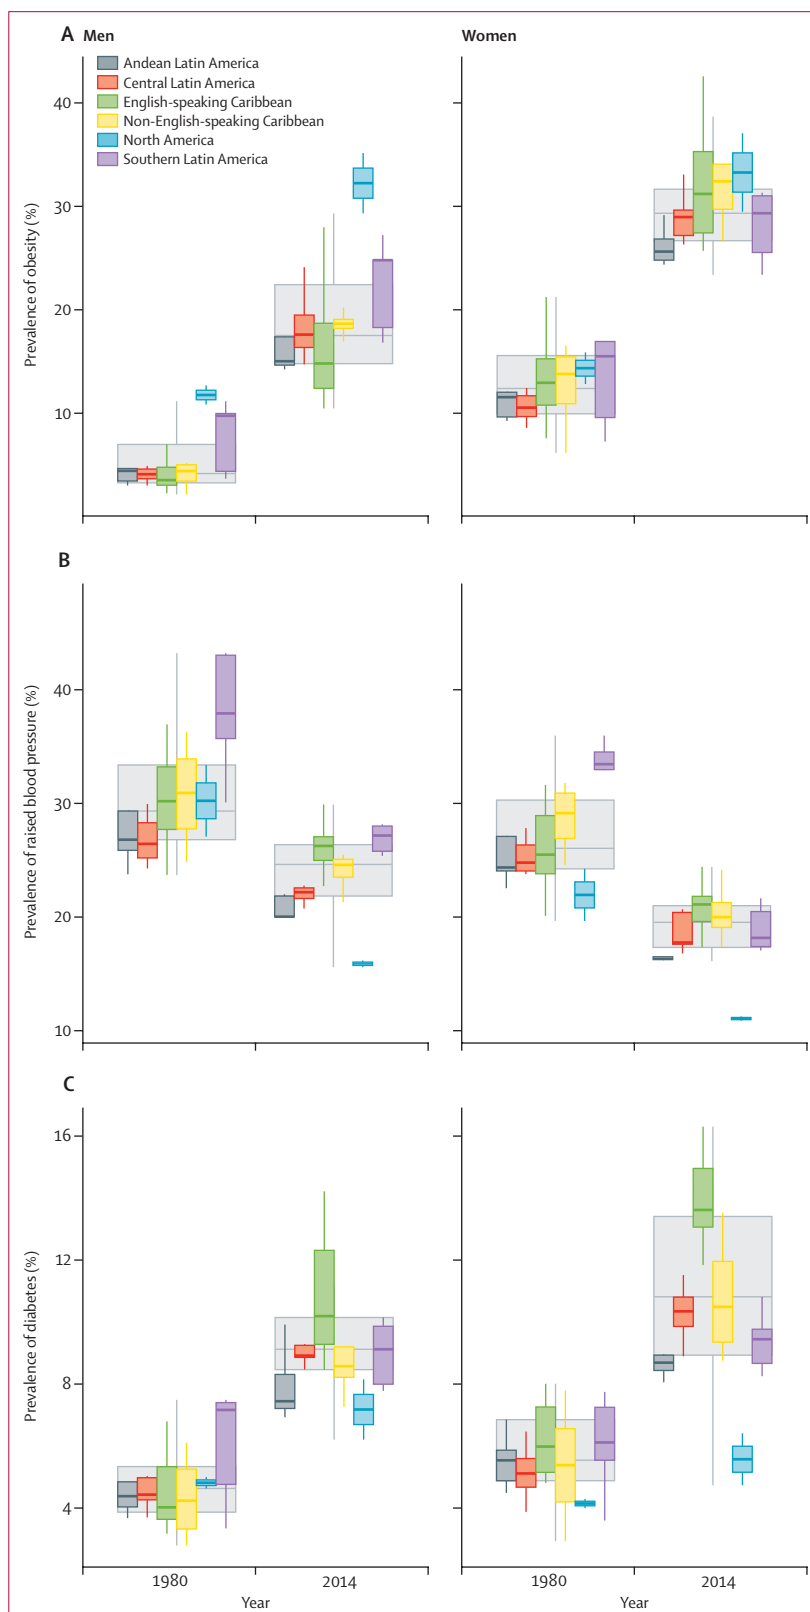 A Men
Women
Andean Latin America
Central Latin America
English-speaking Caribbean
Non-English-speaking Caribbean
North America
Southern Latin America
40
30
20
10
Prevalence of obesity (%)
B
40
30
20
10
Prevalence of raised blood pressure (%)
C
16
12
8
4
Prevalence of diabetes (%)
1980
2014
1980
2014
Year
Year